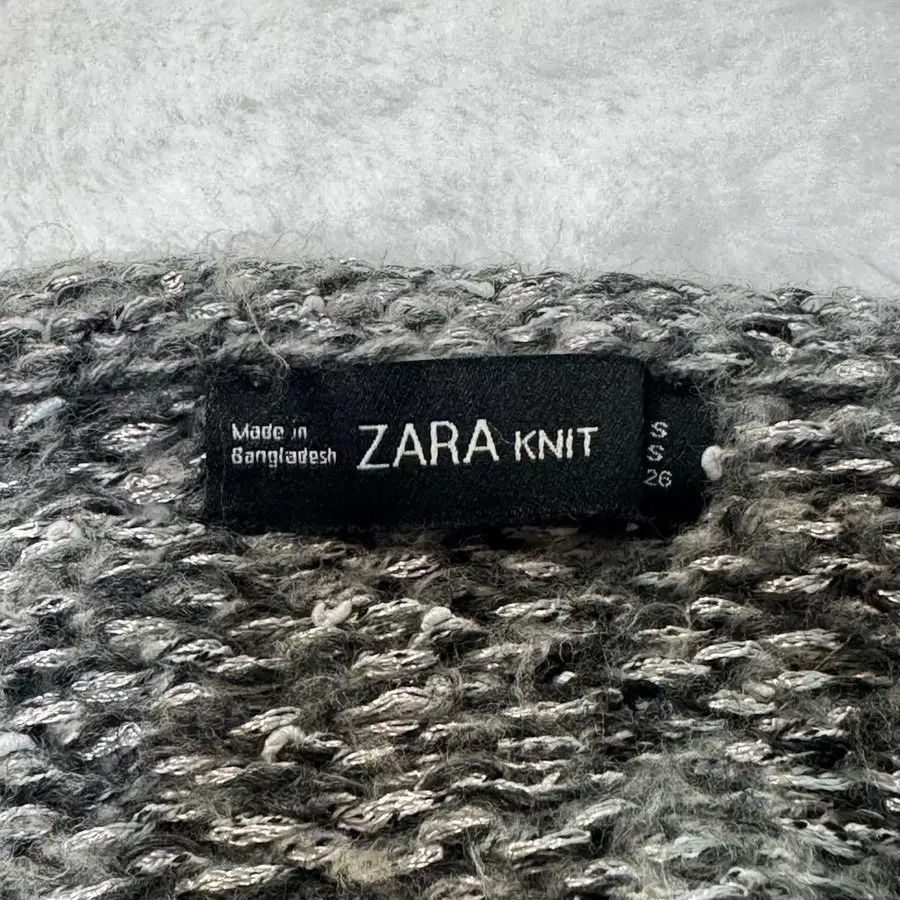 Made in
Bangladesh
ZARA KNIT
S
S
26